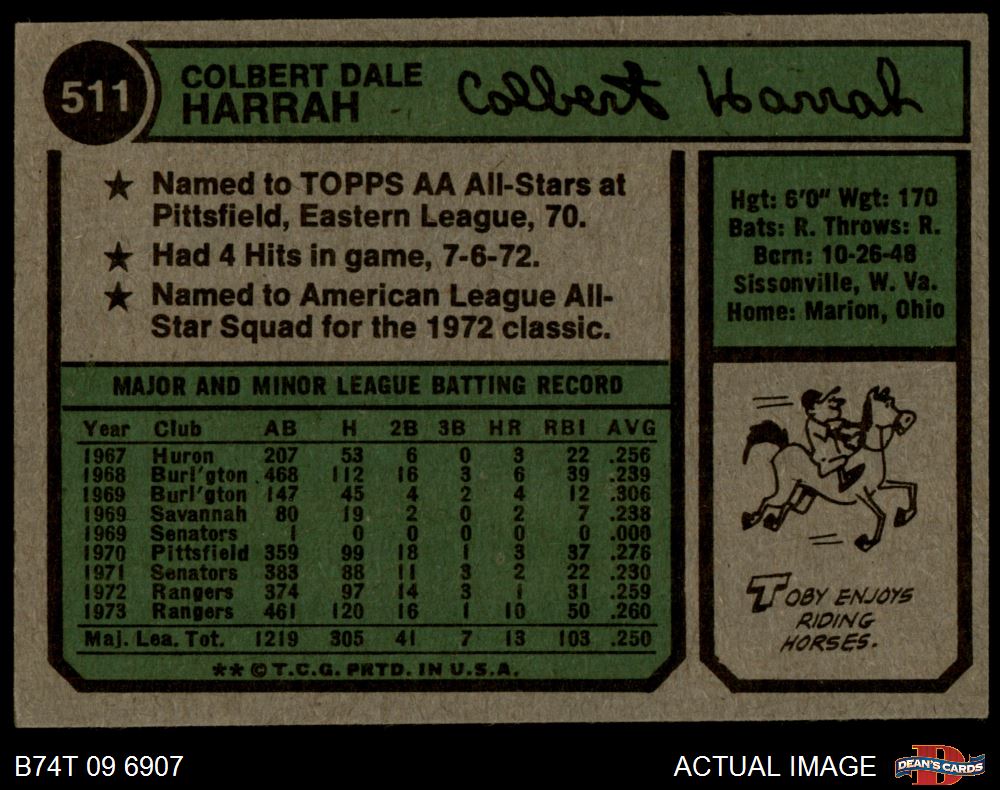 511
COLBERT DALE
HARRAH
Colbert Harrah
★ Named to TOPPS AA All-Stars at
Pittsfield, Eastern League, 70.
★ Had 4 Hits in game, 7-6-72.
★ Named to American League All-
Star Squad for the 1972 classic.
Hgt: 6'0" Wgt: 170
Bats: R. Throws: R.
Born: 10-26-48
Sissonville, W. Va.
Home: Marion, Ohio
MAJOR AND MINOR LEAGUE BATTING RECORD
Year Club AB H 2B 3B HR RBI AVG
1967 Huron 207 53 6 0 3 22 .256
1968 Burl'gton 468 112 16 3 6 39 .239
1969 Burl'gton 147 45 4 2 4 12 .306
1969 Savannah 80 19 2 0 2 7 .238
1969 Senators 1 0 0 0 0 0 .000
1970 Pittsfield 359 99 18 1 3 37 .276
1971 Senators 383 88 11 3 2 22 .230
1972 Rangers 374 97 14 3 1 31 .259
1973 Rangers 461 120 16 1 10 50 .260
Maj. Lea. Tot. 1219 305 41 7 13 103 .250
** © T.C.G. PRTD. IN U.S.A.
TOBY ENJOYS
RIDING
HORSES.
B74T 09 6907
ACTUAL IMAGE
D
DEAN'S CARDS